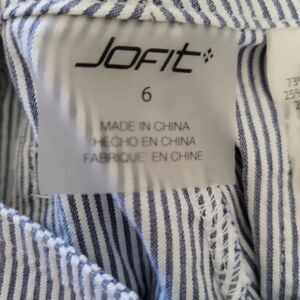 JOFIT
6
MADE IN CHINA
HECHO EN CHINA
FABRIQUE' EN CHINE